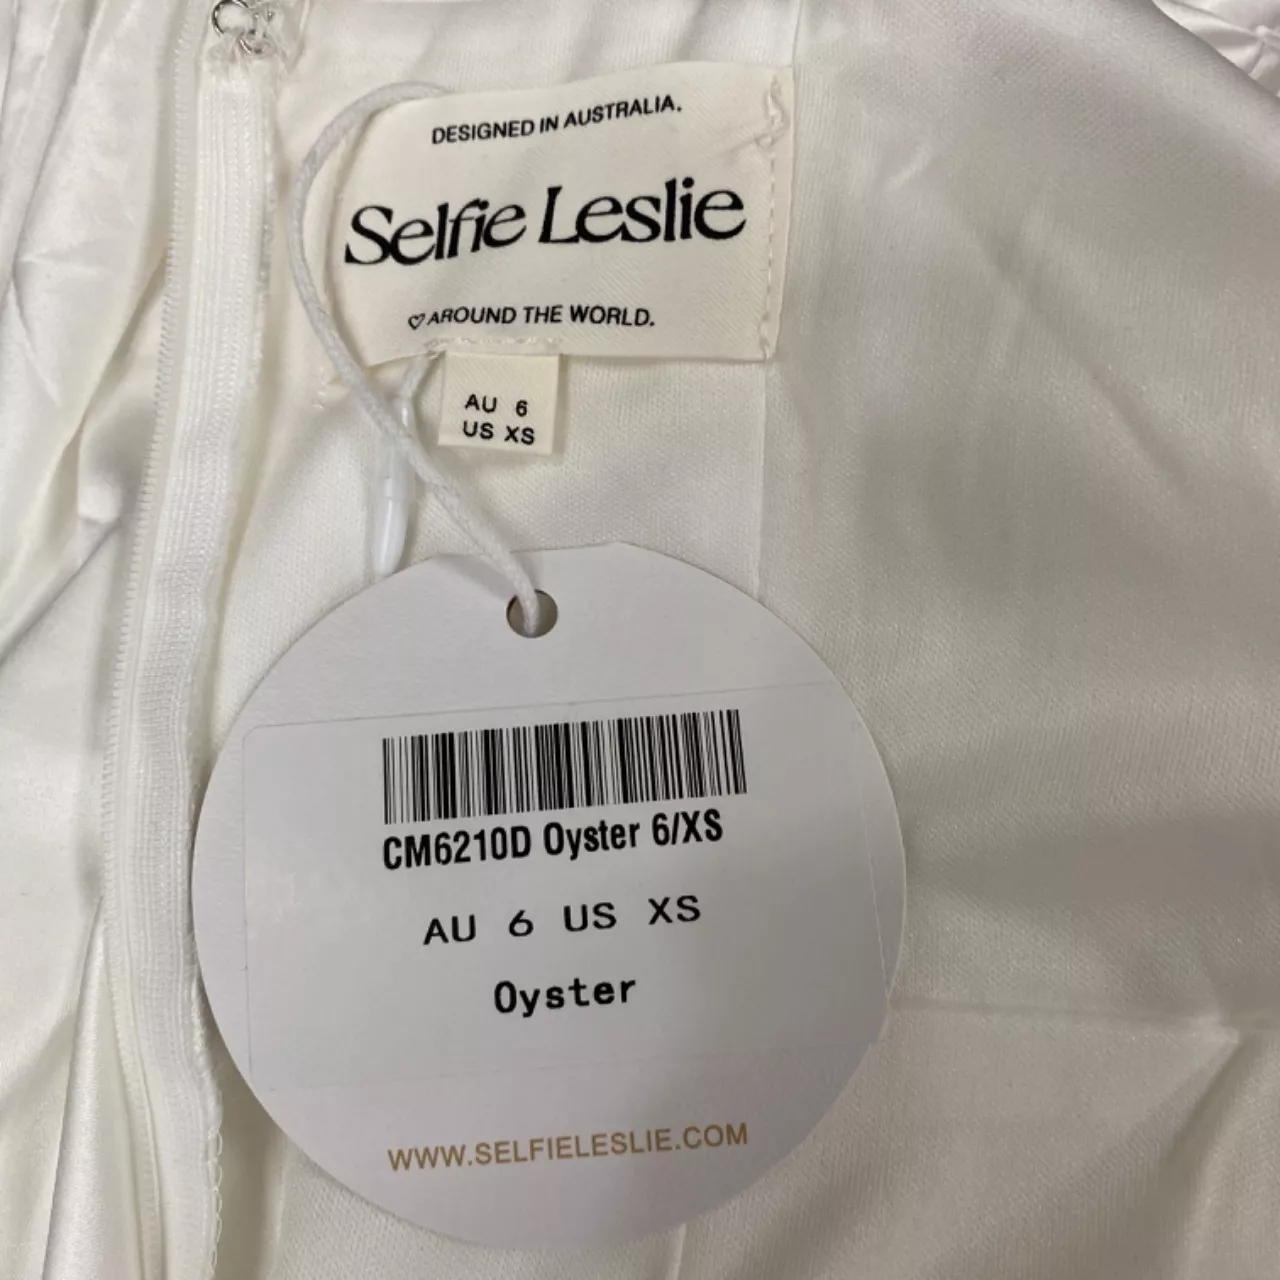 DESIGNED IN AUSTRALIA.
Selfie Leslie
♡ AROUND THE WORLD.
AU 6
US XS
CM6210D Oyster 6/XS
AU 6 US XS
Oyster
WWW.SELFIELESLIE.COM